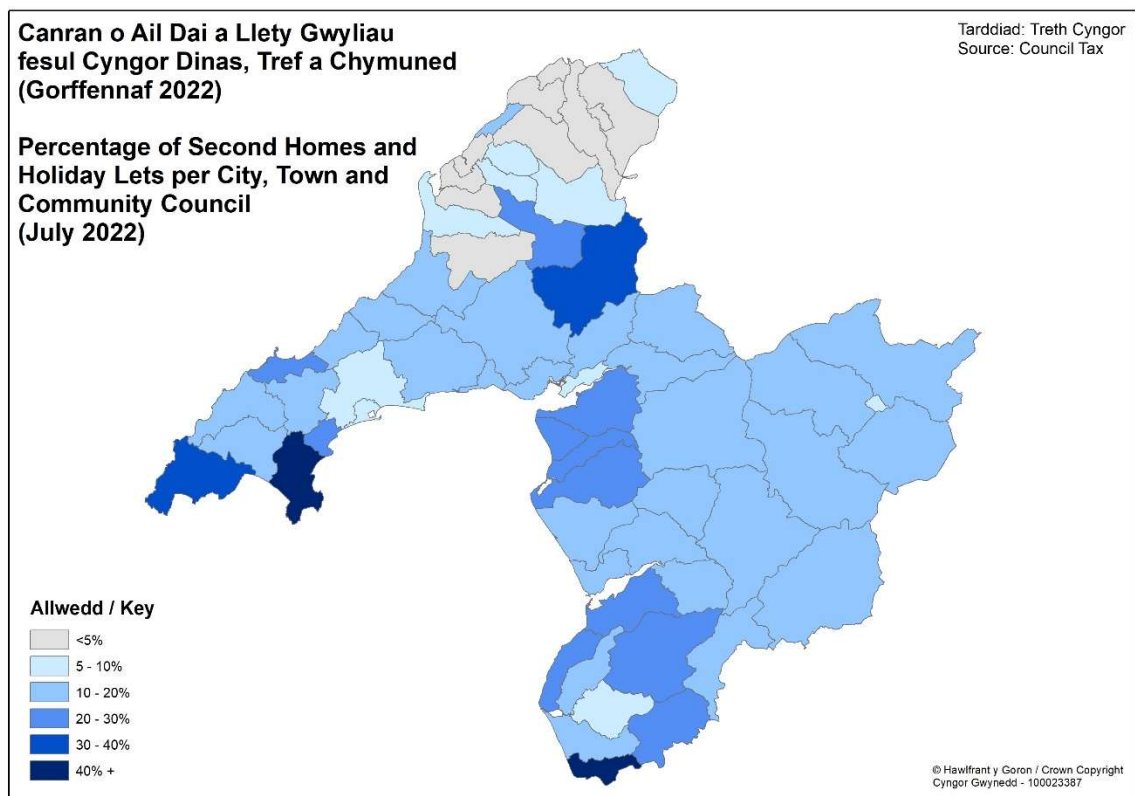 Canran o Ail Dai a Llety Gwyliau
fesul Cyngor Dinas, Tref a Chymuned
(Gorffennaf 2022)
Percentage of Second Homes and
Holiday Lets per City, Town and
Community Council
(July 2022)
Tarddiad: Treth Cyngor
Source: Council Tax
Allwedd / Key
<5%
5 - 10%
10 - 20%
20 - 30%
30 - 40%
40% +
© Hawlfraint y Goron / Crown Copyright
Cyngor Gwynedd - 100023387